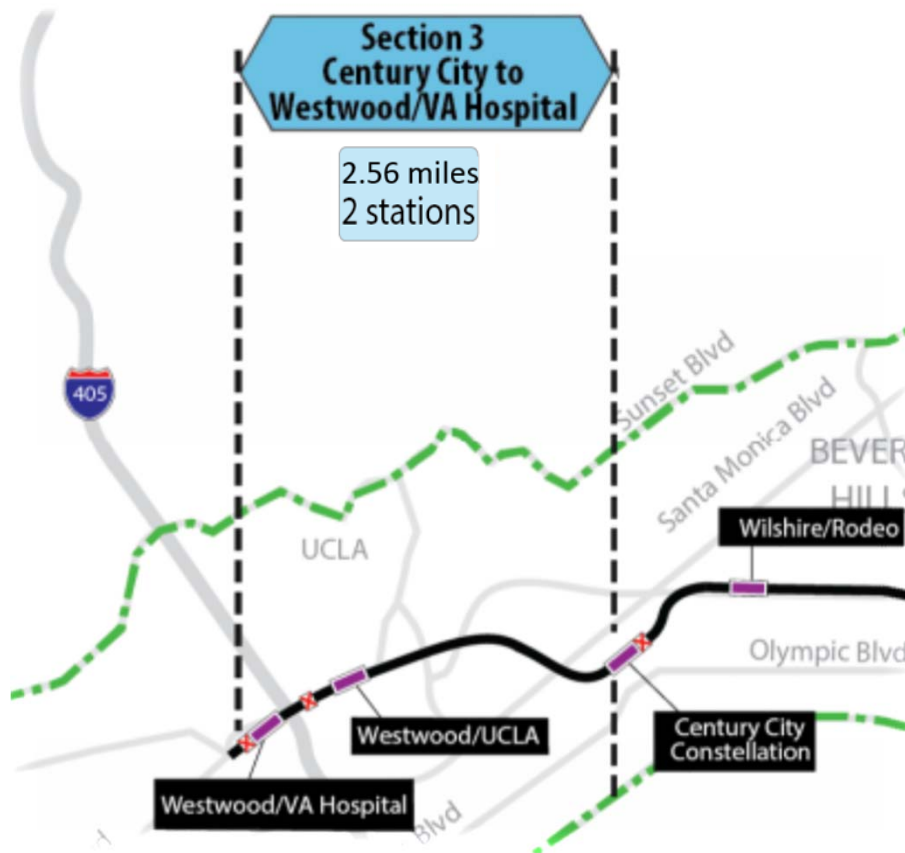 Section 3
Century City to
Westwood/VA Hospital
2.56 miles
2 stations
405
Sunset Blvd
Santa Monica Blvd
BEVER
HILLS
UCLA
Wilshire/Rodeo
Olympic Blvd
Westwood/UCLA
Century City
Constellation
Westwood/VA Hospital
Blvd
d